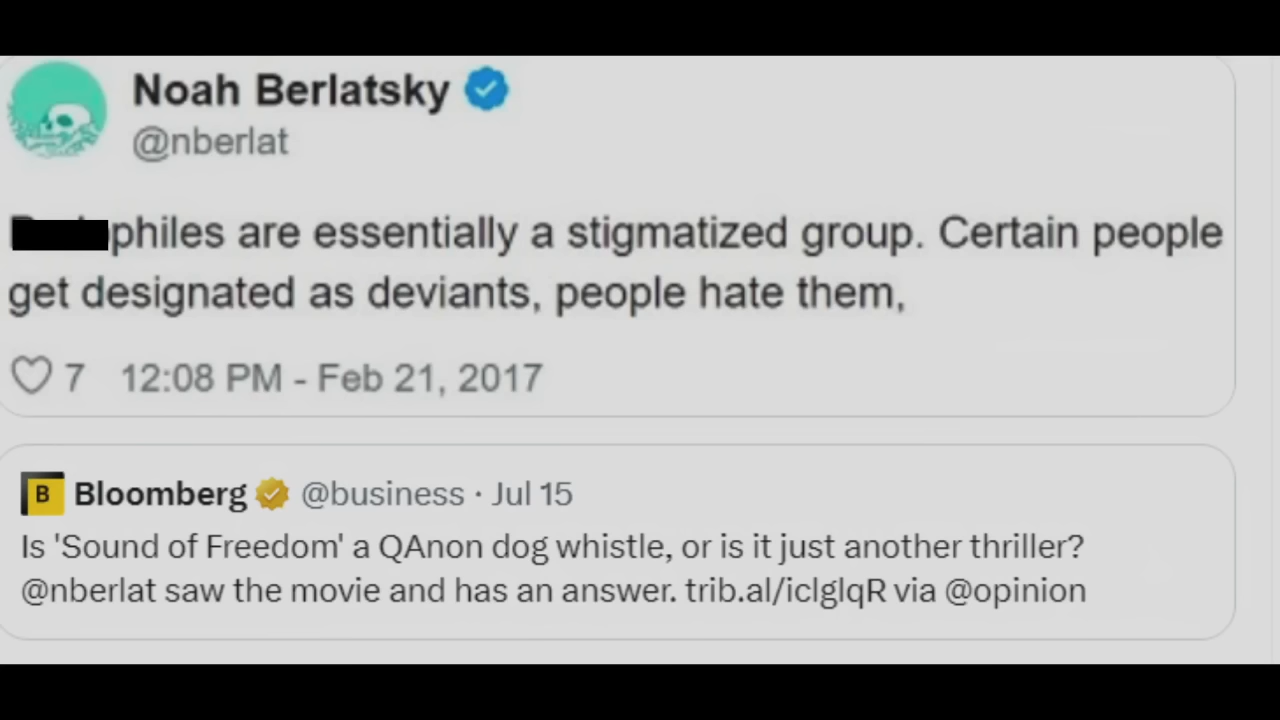 Noah Berlatsky
@nberlat
philes are essentially a stigmatized group. Certain people
get designated as deviants, people hate them,
7 12:08 PM - Feb 21, 2017
B Bloomberg @business · Jul 15
Is 'Sound of Freedom' a QAnon dog whistle, or is it just another thriller?
@nberlat saw the movie and has an answer. trib.al/iclglqR via @opinion